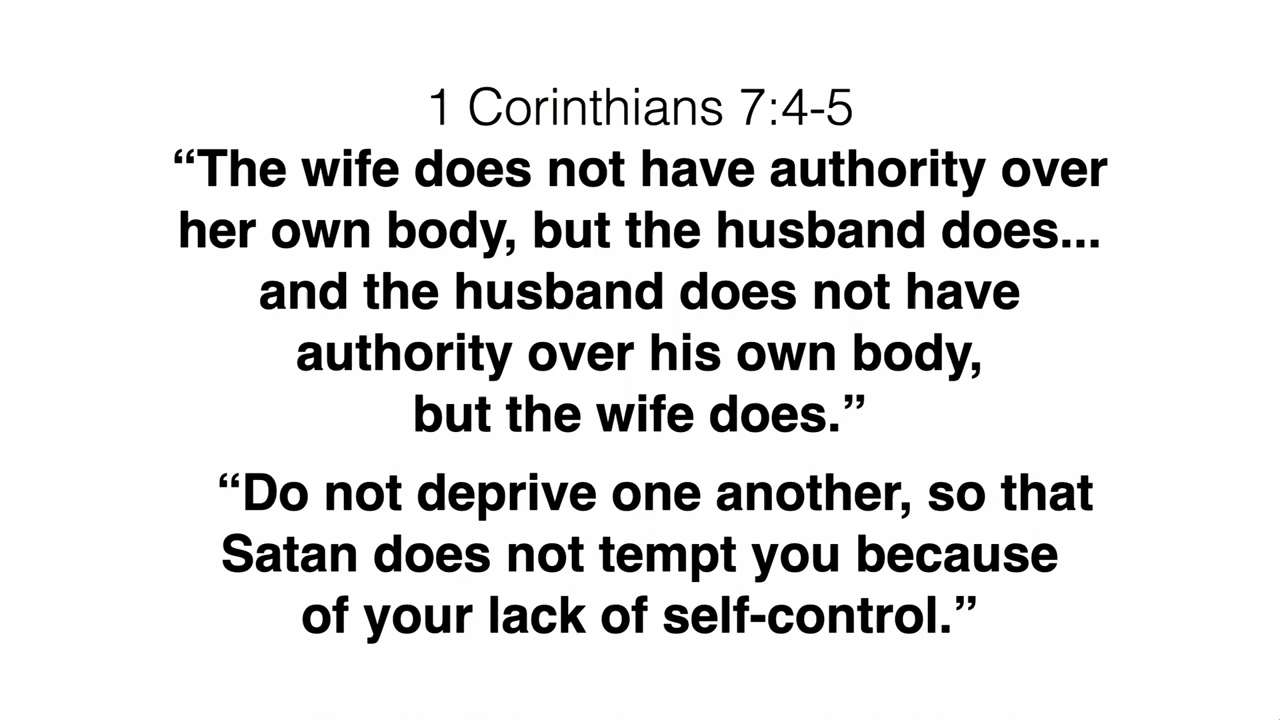 1 Corinthians 7:4-5
“The wife does not have authority over
her own body, but the husband does...
and the husband does not have
authority over his own body,
but the wife does.”
“Do not deprive one another, so that
Satan does not tempt you because
of your lack of self-control.”